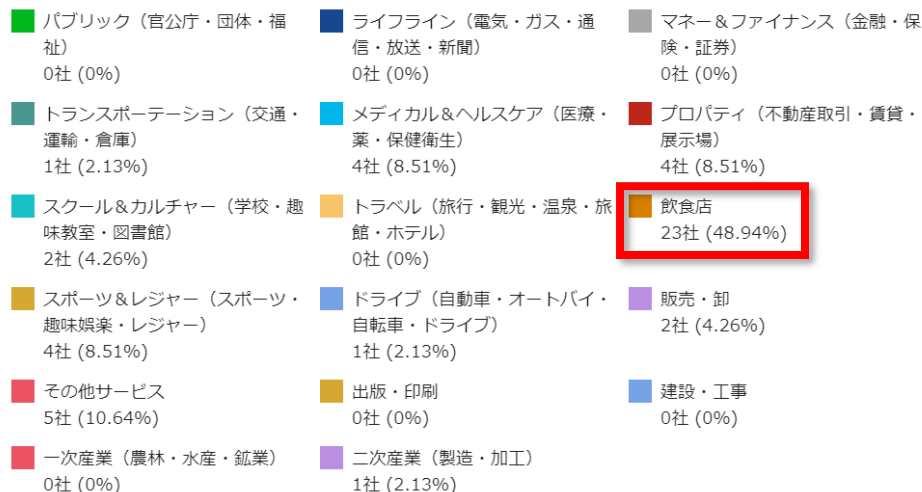 パブリック（官公庁・団体・福
祉）
0社 (0%)
ライフライン（電気・ガス・通
信・放送・新聞）
0社 (0%)
マネー＆ファイナンス（金融・保
険・証券）
0社 (0%)
トランスポーテーション（交通・
運輸・倉庫）
1社 (2.13%)
メディカル＆ヘルスケア（医療・
薬・保健衛生）
4社 (8.51%)
プロパティ（不動産取引・賃貸・
展示場）
4社 (8.51%)
スクール＆カルチャー（学校・趣
味教室・図書館）
2社 (4.26%)
トラベル（旅行・観光・温泉・旅
館・ホテル）
0社 (0%)
飲食店
23社 (48.94%)
スポーツ＆レジャー（スポーツ・
趣味娯楽・レジャー）
4社 (8.51%)
ドライブ（自動車・オートバイ・
自転車・ドライブ）
1社 (2.13%)
販売・卸
2社 (4.26%)
その他サービス
5社 (10.64%)
出版・印刷
0社 (0%)
建設・工事
0社 (0%)
一次産業（農林・水産・鉱業）
0社 (0%)
二次産業（製造・加工）
1社 (2.13%)